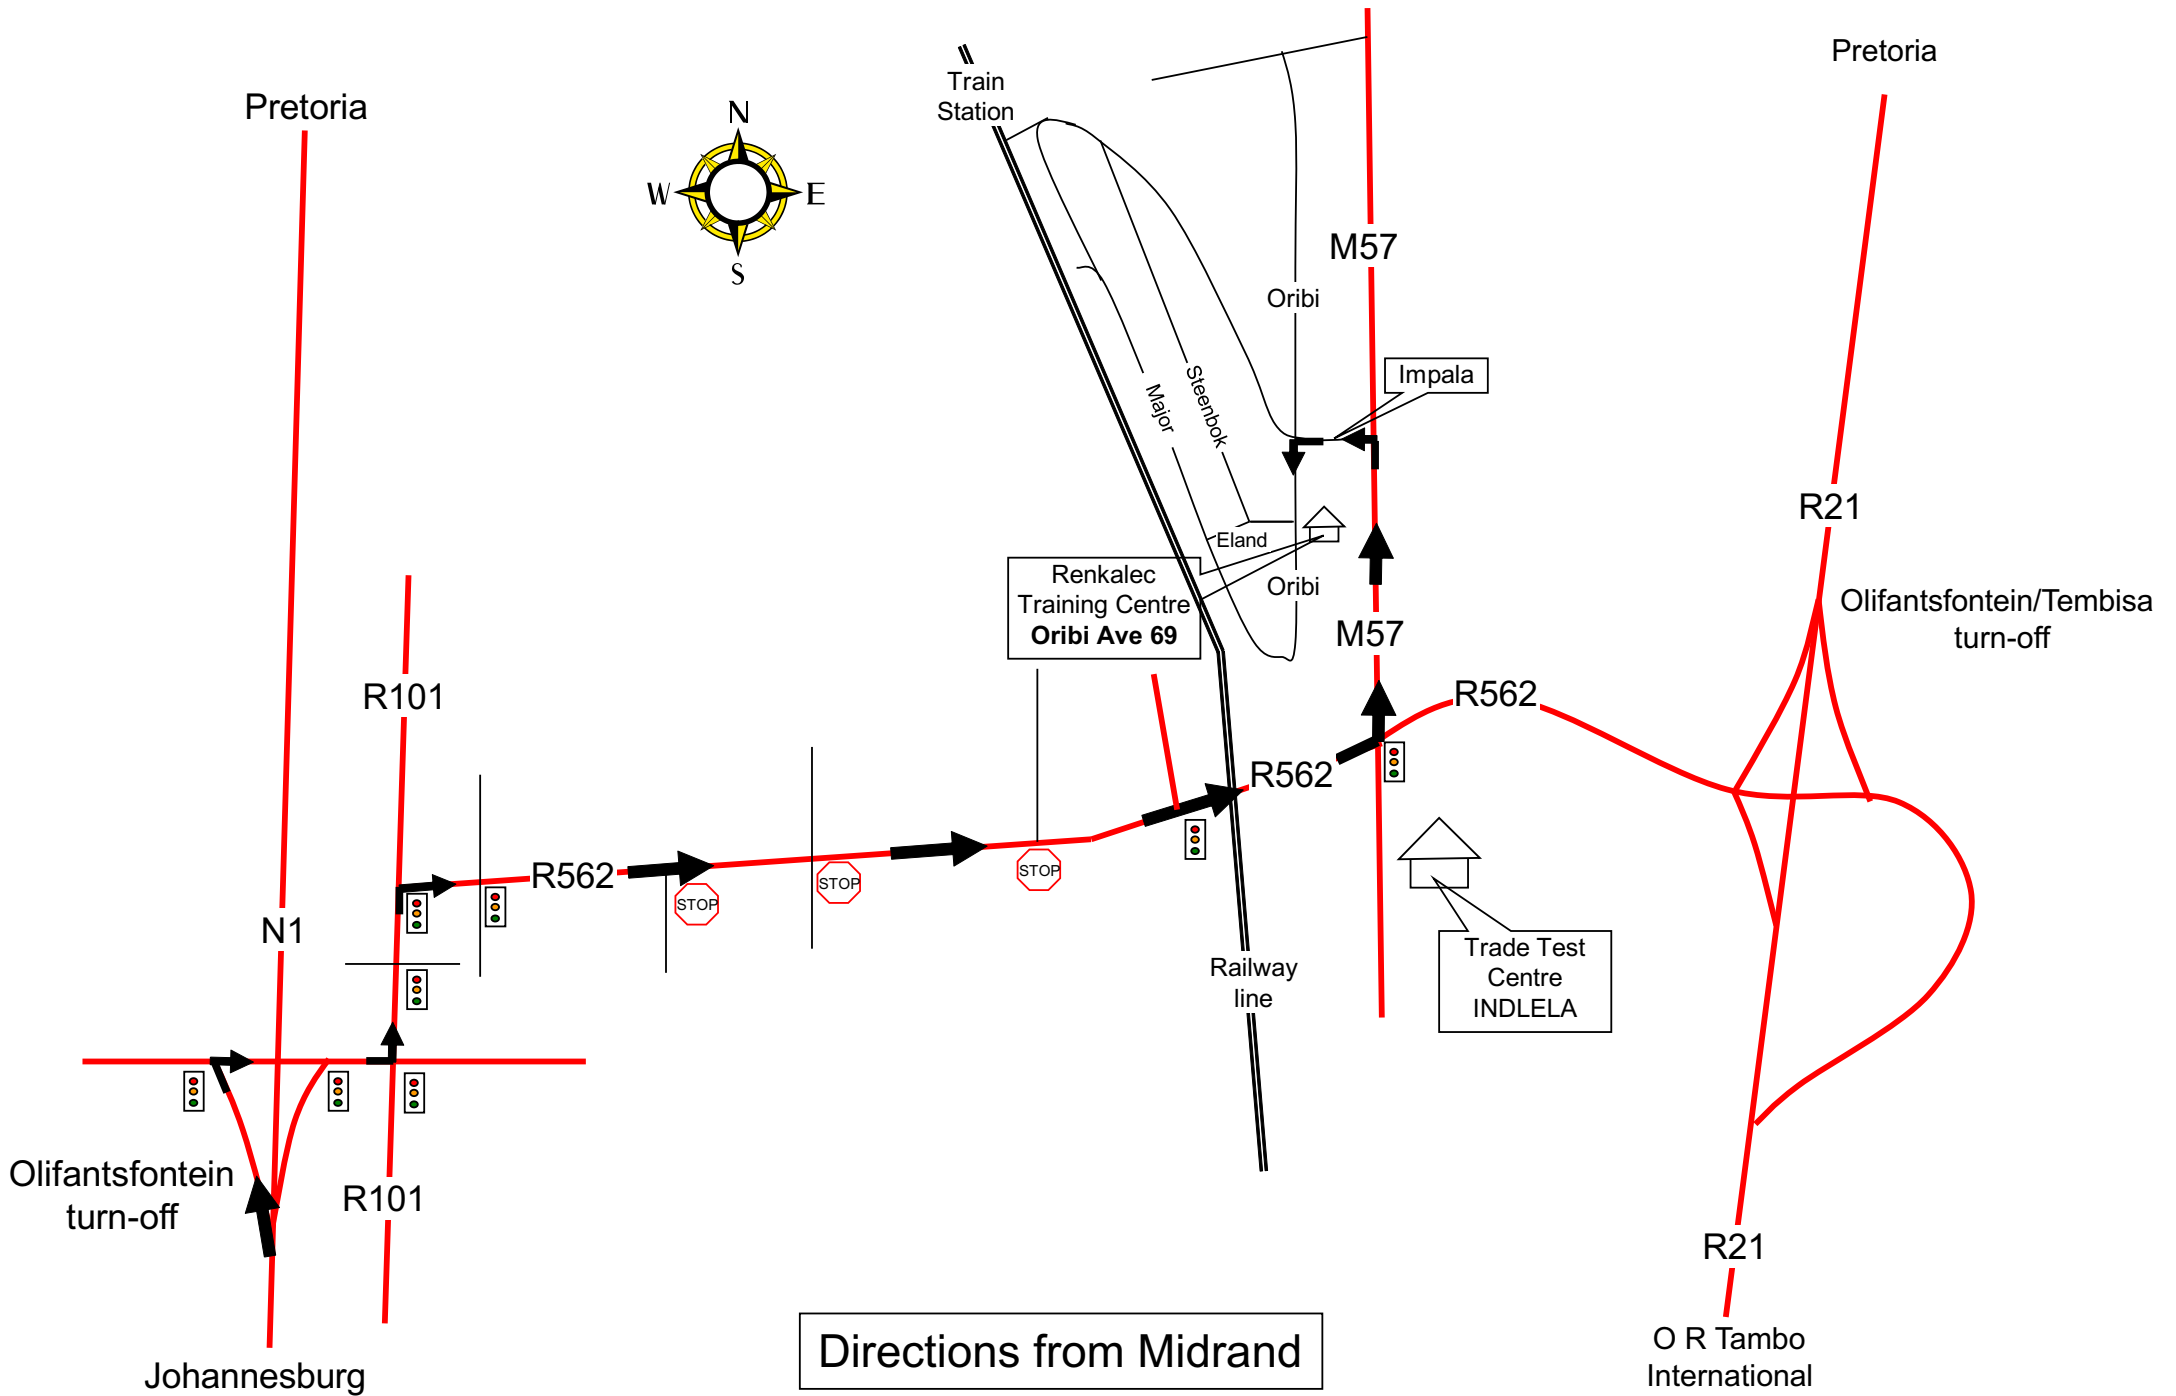 Pretoria
Train
Station
Pretoria
N
W
E
S
M57
Oribi
Impala
Steenbok
Major
R21
Eland
Renkalec
Training Centre
Oribi Ave 69
Oribi
M57
Olifantsfontein/Tembisa
turn-off
R101
R562
R562
R562
STOP
STOP
STOP
N1
Railway
line
Trade Test
Centre
INDLELA
Olifantsfontein
turn-off
R101
R21
Directions from Midrand
O R Tambo
International
Johannesburg